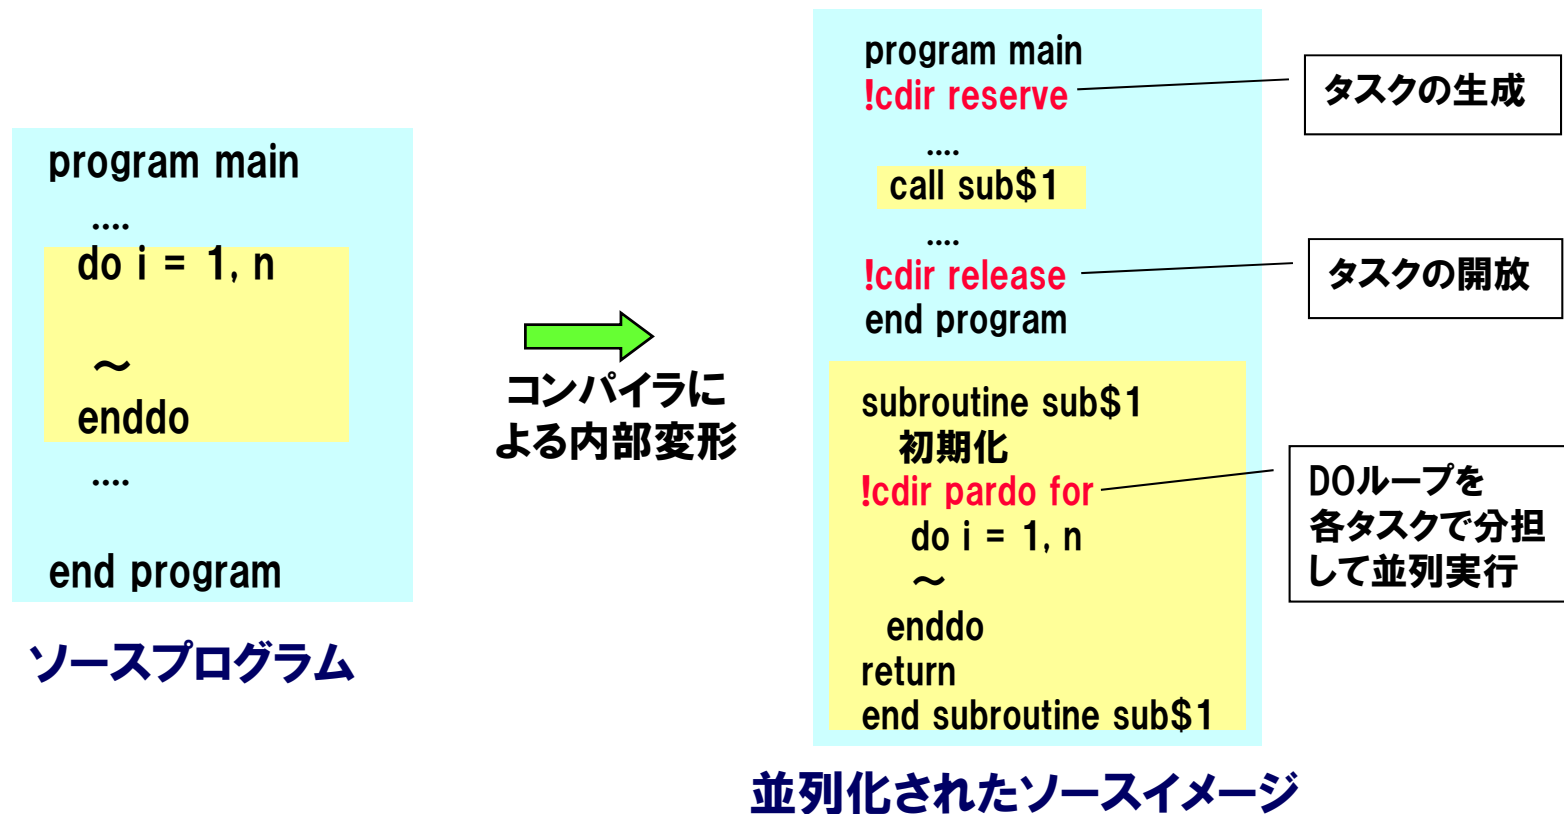 program main
....
do i = 1, n
～
enddo
....
end program
ソースプログラム
コンパイラに
よる内部変形
program main
!cdir reserve
....
call sub$1
....
!cdir release
end program
subroutine sub$1
初期化
!cdir pardo for
do i = 1, n
～
enddo
return
end subroutine sub$1
並列化されたソースイメージ
タスクの生成
タスクの開放
DOループを
各タスクで分担
して並列実行